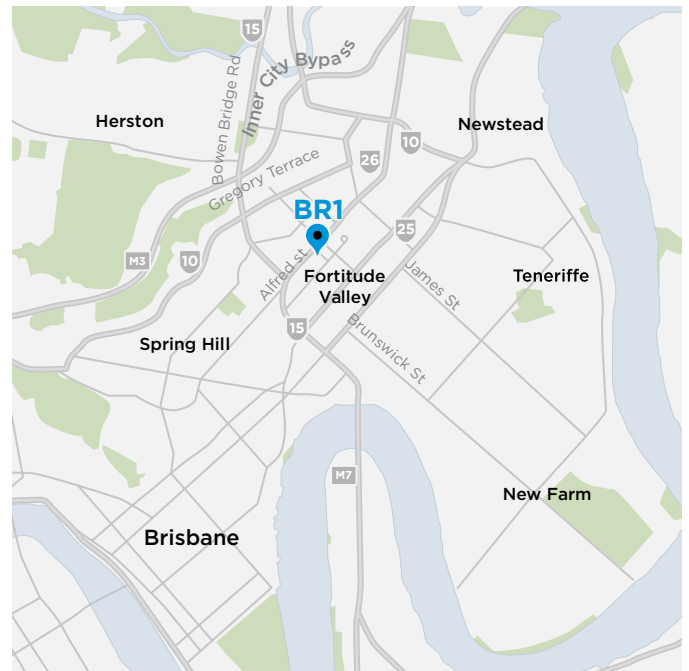 15
Inner City Bypass
Bowen Bridge Rd
Herston
Newstead
10
Gregory Terrace
26
BR1
25
M3
10
Alfred st
Fortitude
Valley
James St
Teneriffe
15
Spring Hill
Brunswick St
M7
New Farm
Brisbane